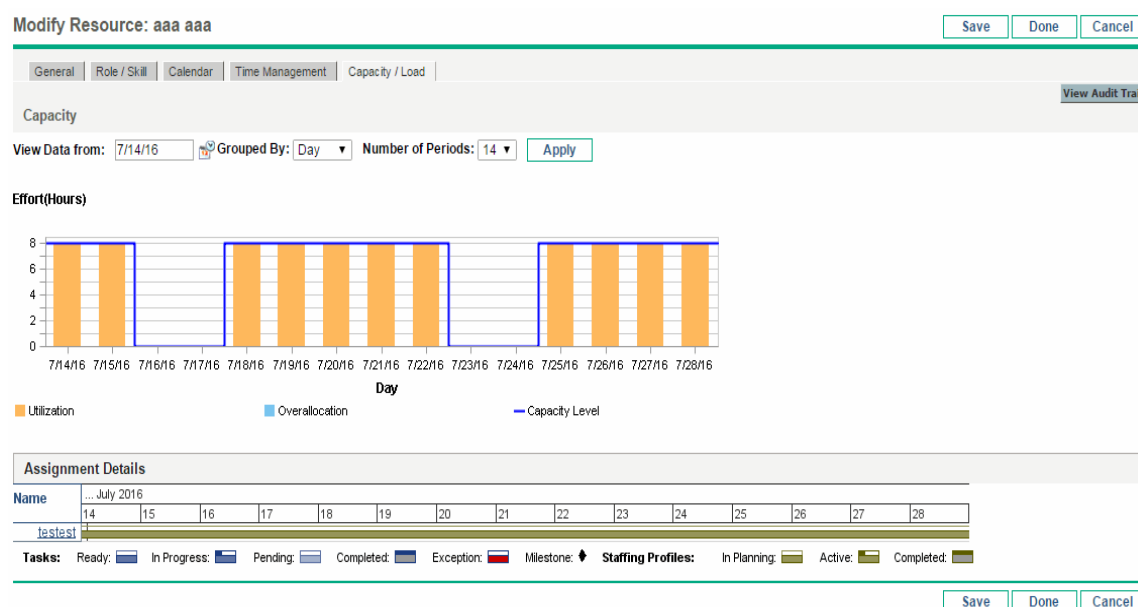 Modify Resource: aaa aaa
Save Done Cancel
General Role / Skill Calendar Time Management Capacity / Load
View Audit Tra
Capacity
View Data from: 7/14/16 Grouped By: Day Number of Periods: 14 Apply
Effort(Hours)
8
6
4
2
0
7/14/16 7/15/16 7/16/16 7/17/16 7/18/16 7/19/16 7/20/16 7/21/16 7/22/16 7/23/16 7/24/16 7/25/16 7/26/16 7/27/16 7/28/16
Day
Utilization Overallocation Capacity Level
Assignment Details
Name ... July 2016
14 15 16 17 18 19 20 21 22 23 24 25 26 27 28
testest
Tasks: Ready: In Progress: Pending: Completed: Exception: Milestone: Staffing Profiles: In Planning: Active: Completed:
Save Done Cancel